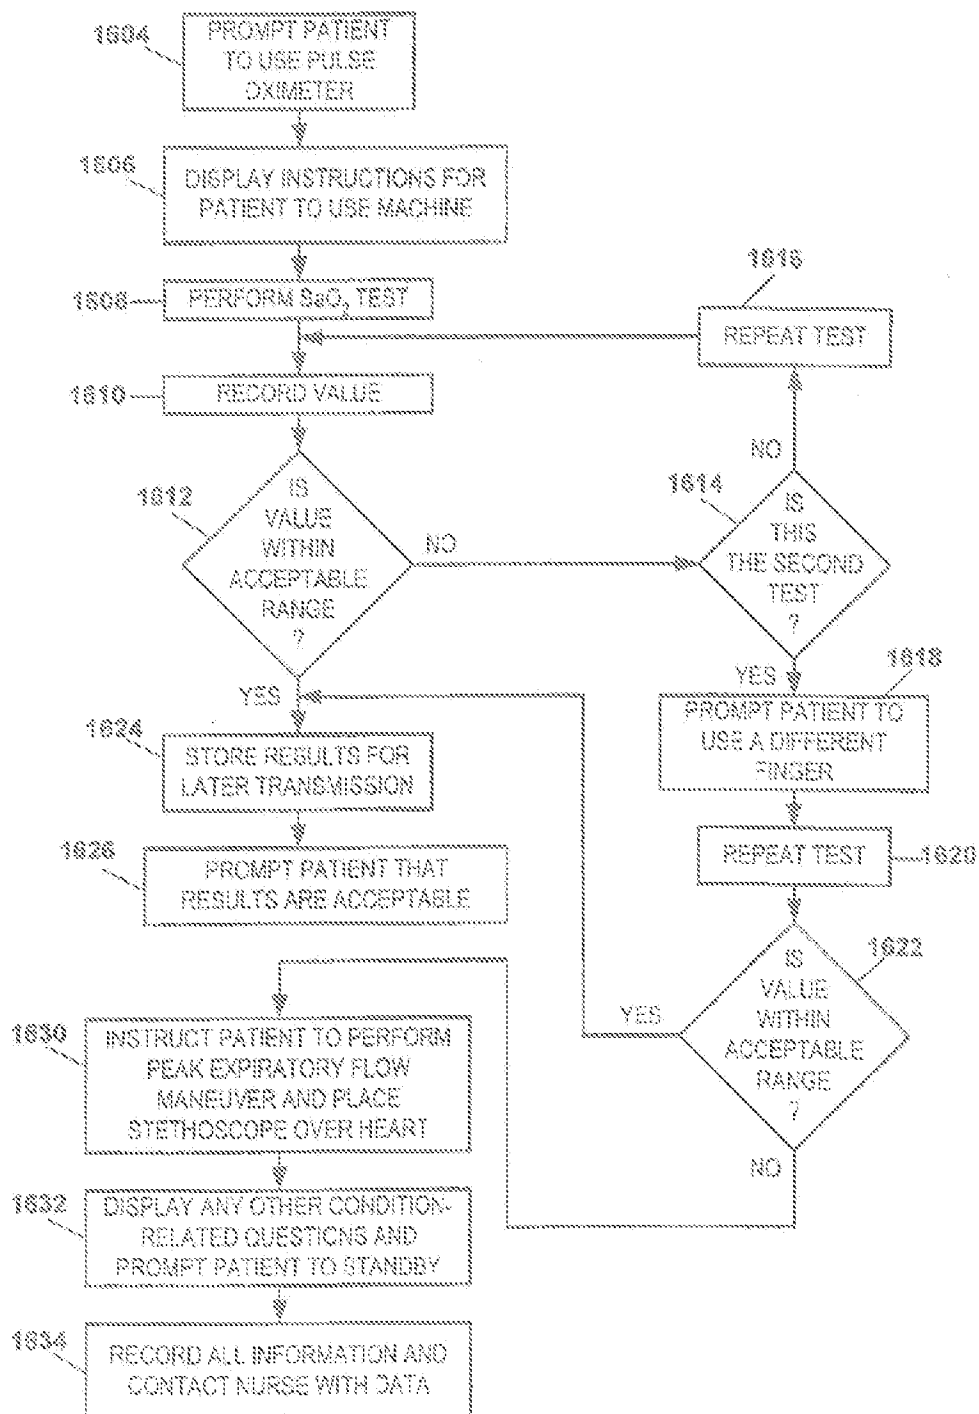 1604
PROMPT PATIENT
TO USE PULSE
OXIMETER
1606
DISPLAY INSTRUCTIONS FOR
PATIENT TO USE MACHINE
1608
PERFORM SaO2 TEST
1616
REPEAT TEST
1610
RECORD VALUE
1612
IS
VALUE
WITHIN
ACCEPTABLE
RANGE
?
NO
1614
IS
THIS
THE SECOND
TEST
?
NO
YES
YES
1618
PROMPT PATIENT TO
USE A DIFFERENT
FINGER
1624
STORE RESULTS FOR
LATER TRANSMISSION
1626
PROMPT PATIENT THAT
RESULTS ARE ACCEPTABLE
REPEAT TEST
1620
1622
IS
VALUE
WITHIN
ACCEPTABLE
RANGE
?
YES
NO
1630
INSTRUCT PATIENT TO PERFORM
PEAK EXPIRATORY FLOW
MANEUVER AND PLACE
STETHOSCOPE OVER HEART
1632
DISPLAY ANY OTHER CONDITION-
RELATED QUESTIONS AND
PROMPT PATIENT TO STANDBY
1634
RECORD ALL INFORMATION AND
CONTACT NURSE WITH DATA